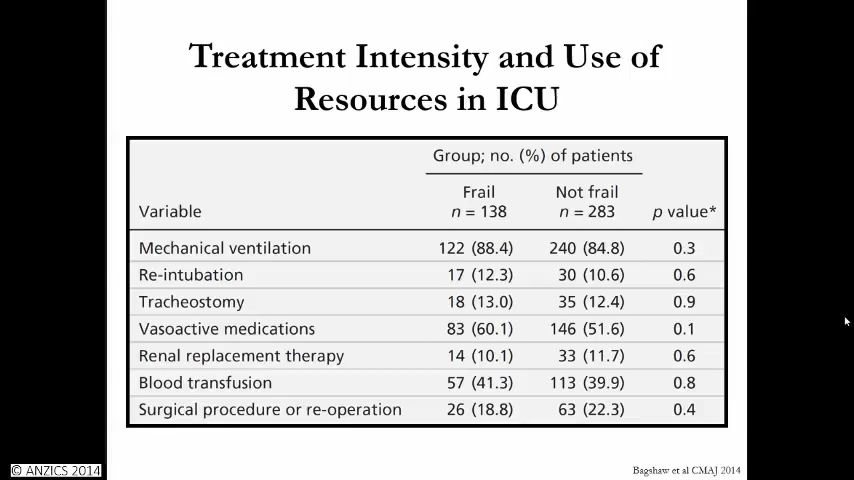 Treatment Intensity and Use of
Resources in ICU
Group; no. (%) of patients
Variable Frail n = 138 Not frail n = 283 p value*
Mechanical ventilation 122 (88.4) 240 (84.8) 0.3
Re-intubation 17 (12.3) 30 (10.6) 0.6
Tracheostomy 18 (13.0) 35 (12.4) 0.9
Vasoactive medications 83 (60.1) 146 (51.6) 0.1
Renal replacement therapy 14 (10.1) 33 (11.7) 0.6
Blood transfusion 57 (41.3) 113 (39.9) 0.8
Surgical procedure or re-operation 26 (18.8) 63 (22.3) 0.4
© ANZICS 2014
Bagshaw et al CMAJ 2014